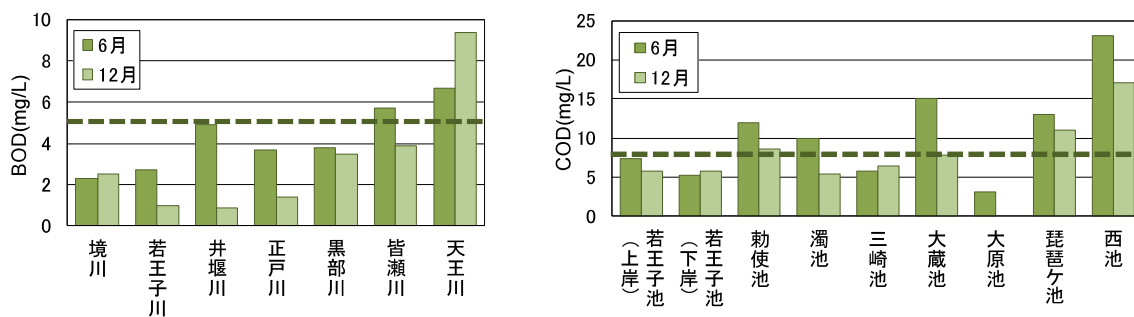 BOD(mg/L)
10
8
6
4
2
0
6月
12月
境川
若王子川
井堰川
正戸川
黒部川
皆瀬川
天王川
COD(mg/L)
25
20
15
10
5
0
6月
12月
若王子池
(上岸)
若王子池
(下岸)
勅使池
濁池
三崎池
大蔵池
大原池
琵琶ケ池
西池